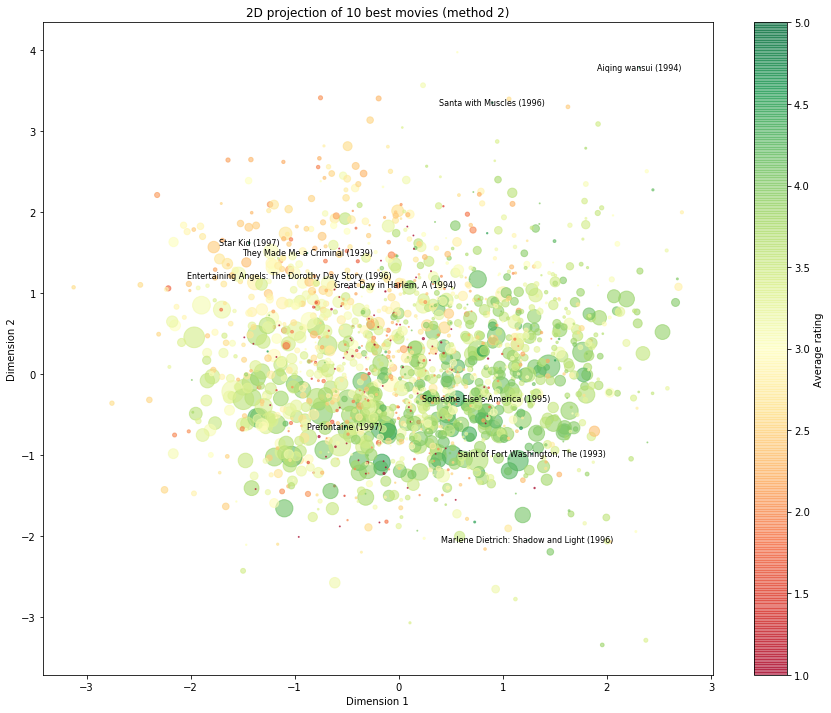 2D projection of 10 best movies (method 2)
5.0
4
Aiqing wansui (1994)
4.5
Santa with Muscles (1996)
3
4.0
2
Star Kid (1997)
They Made Me a Criminal (1939)
3.5
Entertaining Angels: The Dorothy Day Story (1996)
Great Day in Harlem, A (1994)
1
Dimension 2
Average rating
3.0
0
Someone Else's America (1995)
Prefontaine (1997)
2.5
Saint of Fort Washington, The (1993)
−1
2.0
−2
Marlene Dietrich: Shadow and Light (1996)
1.5
−3
1.0
−3 −2 −1 0 1 2 3
Dimension 1